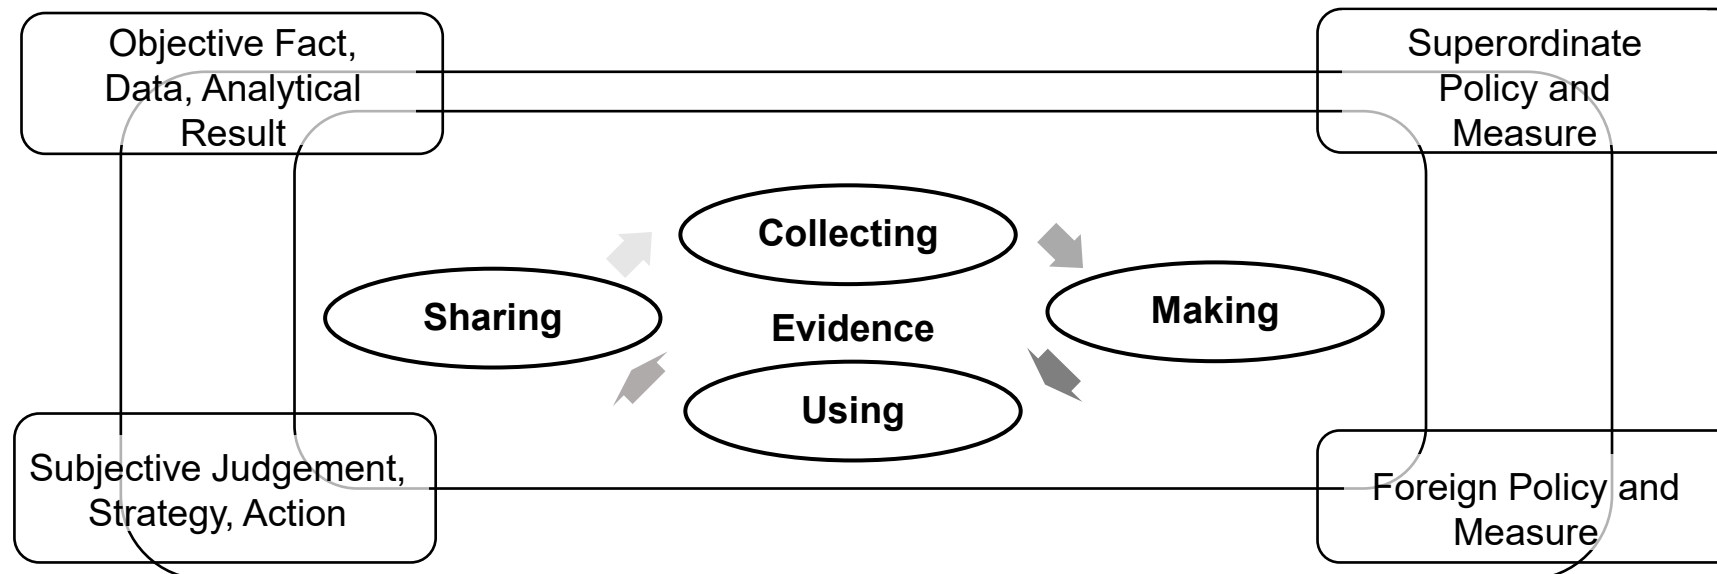 Objective Fact,
Data, Analytical
Result
Superordinate
Policy and
Measure
Collecting
Sharing
Making
Evidence
Using
Subjective Judgement,
Strategy, Action
Foreign Policy and
Measure